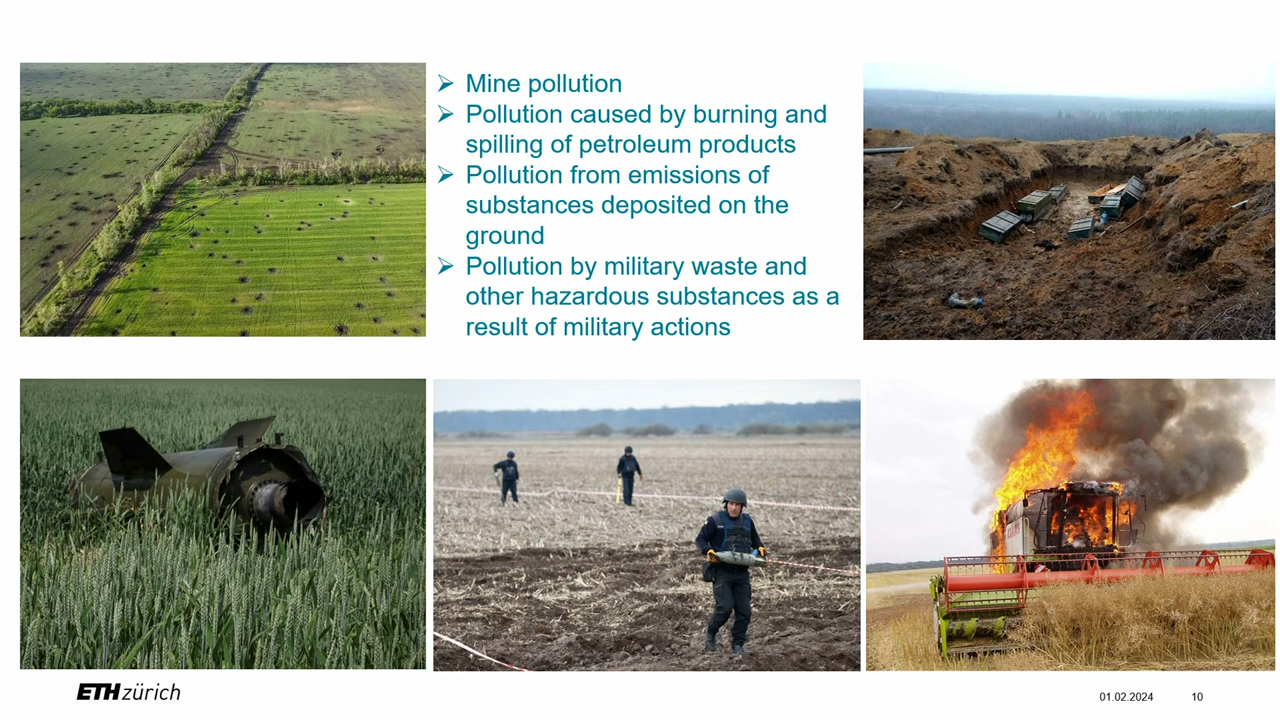 ➢ Mine pollution
➢ Pollution caused by burning and
spilling of petroleum products
➢ Pollution from emissions of
substances deposited on the
ground
➢ Pollution by military waste and
other hazardous substances as a
result of military actions
ETH zürich
01.02.2024 10